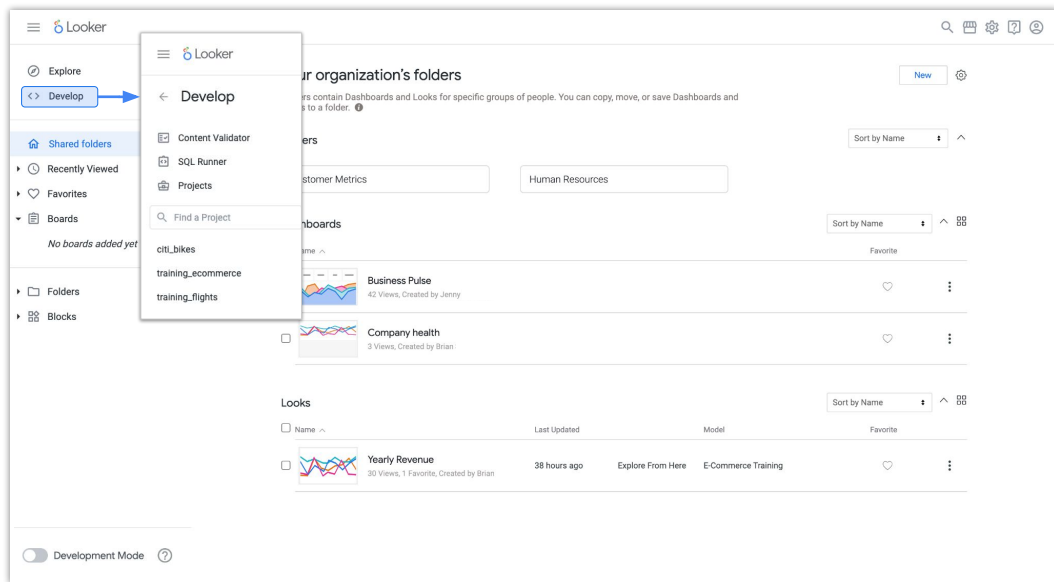 Looker
Explore
Develop
Shared folders
Recently Viewed
Favorites
Boards
No boards added yet
Folders
Blocks
Development Mode
Looker
Develop
Content Validator
SQL Runner
Projects
Find a Project
citi_bikes
training_ecommerce
training_flights
ur organization's folders
New
ers contain Dashboards and Looks for specific groups of people. You can copy, move, or save Dashboards and
s to a folder.
ers
Sort by Name
stomer Metrics
Human Resources
hboards
Sort by Name
ame
Favorite
Business Pulse
42 Views, Created by Jenny
Company health
3 Views, Created by Brian
Looks
Sort by Name
Name
Last Updated
Model
Favorite
Yearly Revenue
30 Views, 1 Favorite, Created by Brian
38 hours ago
Explore From Here
E-Commerce Training